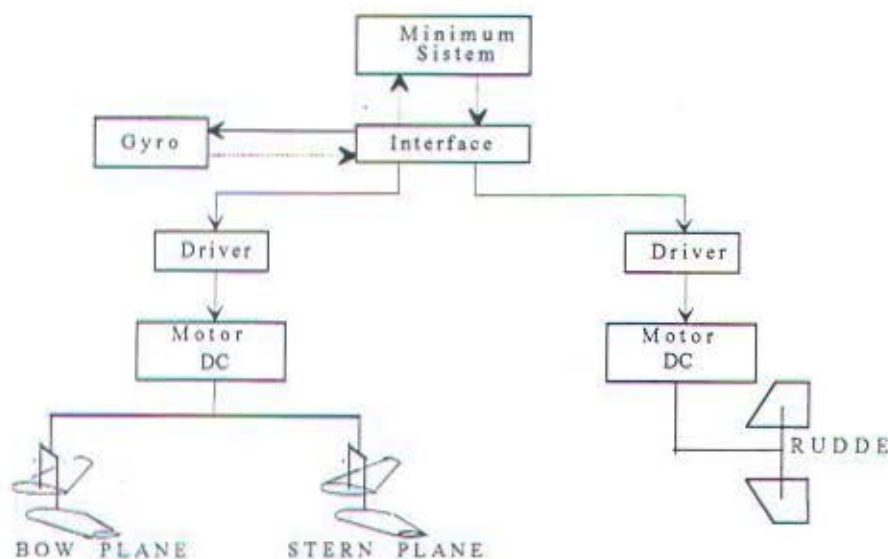 Minimum
Sistem
Gyro
Interface
Driver
Driver
Motor
DC
Motor
DC
RUDDE
BOW PLANE
STERN PLANE